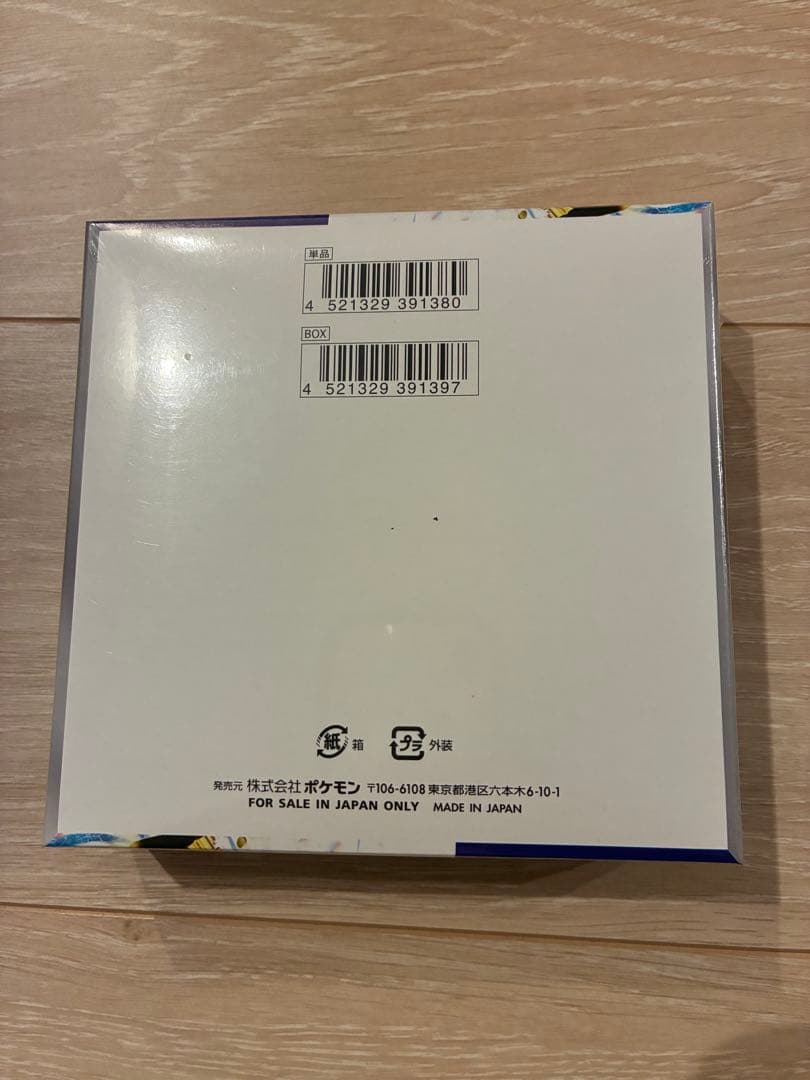 単品
4 521329 391380
BOX
4 521329 391397
紙 箱 プラ 外装
発売元 株式会社 ポケモン 〒106-6108 東京都港区六本木6-10-1
FOR SALE IN JAPAN ONLY MADE IN JAPAN